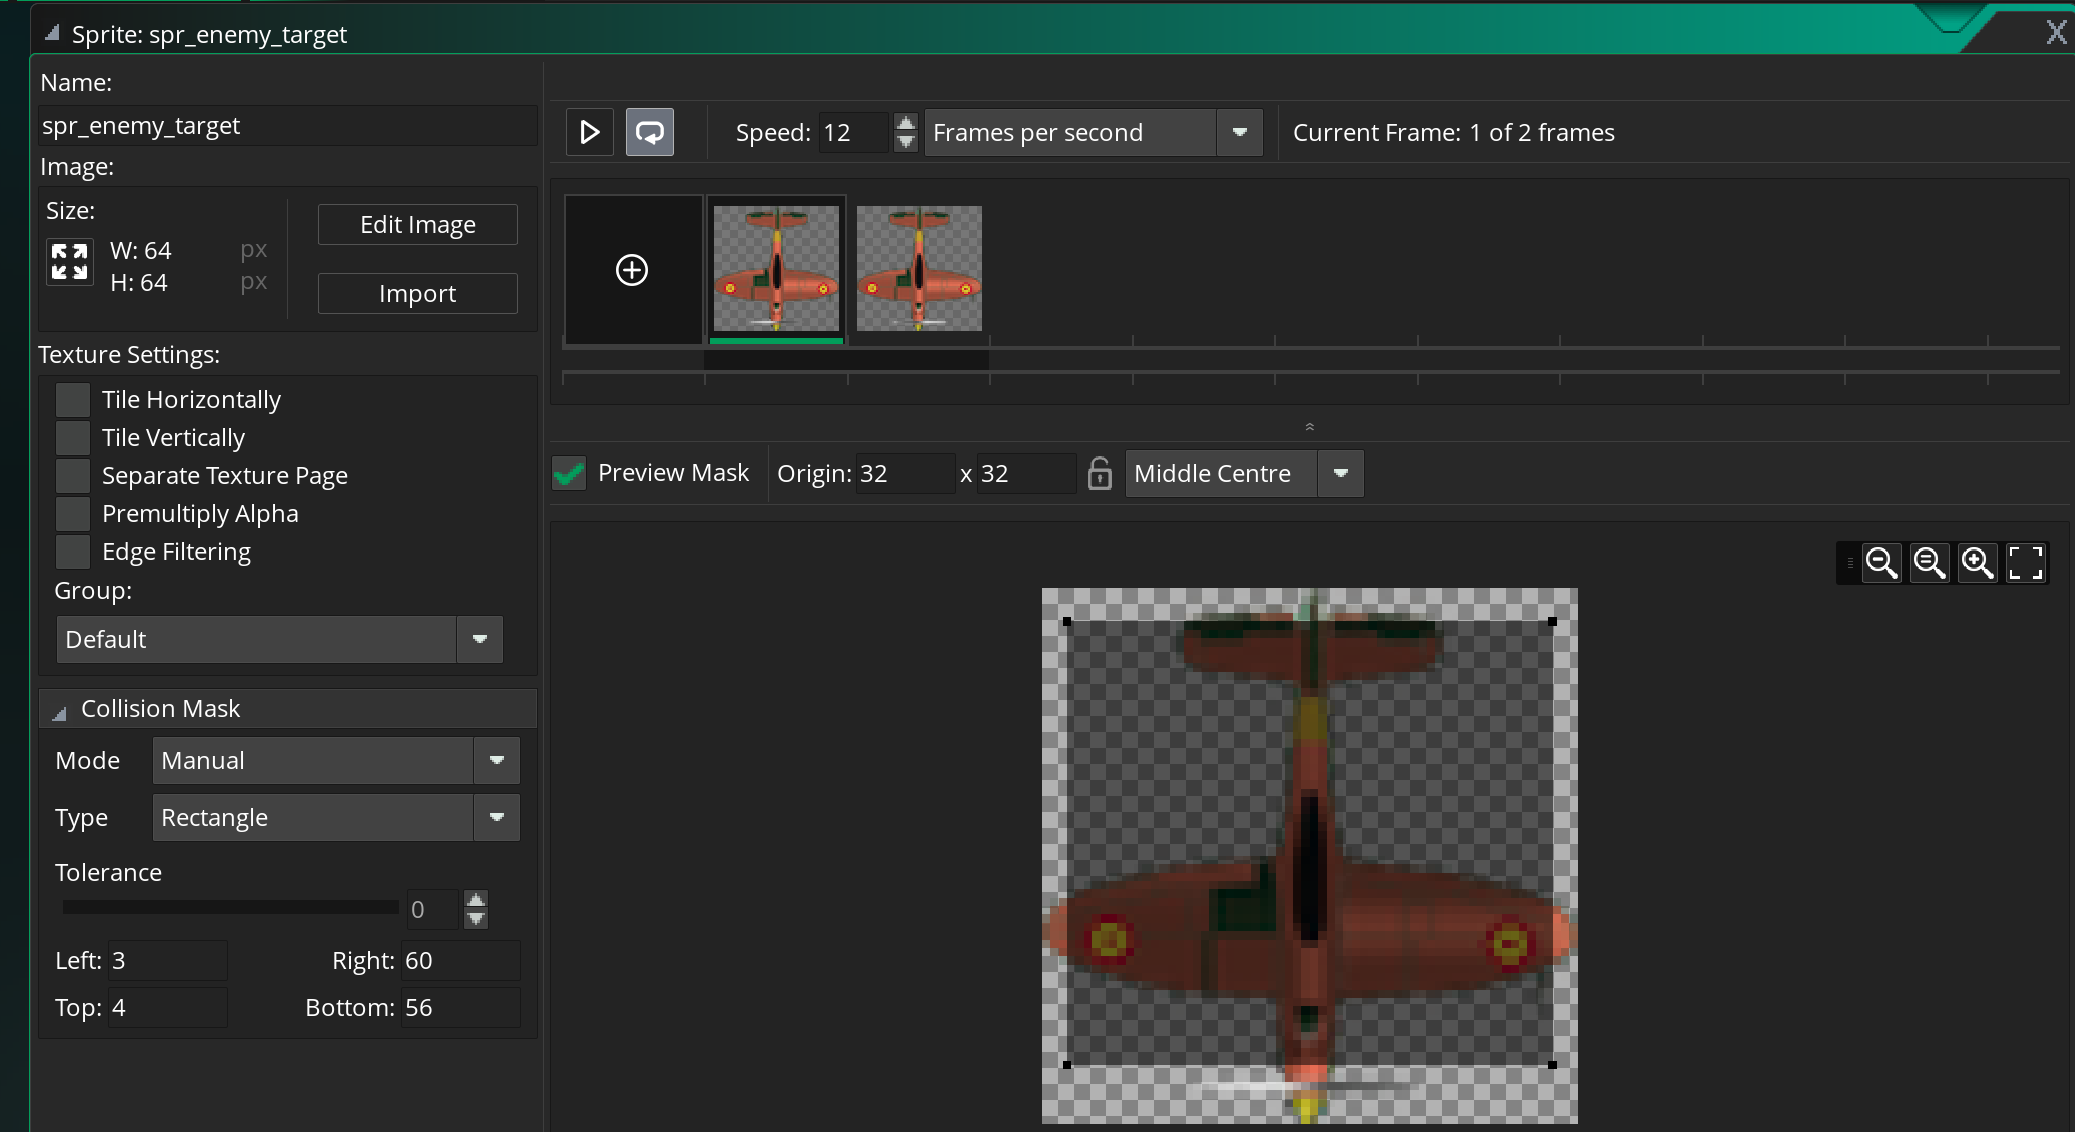 Sprite: spr_enemy_target
X
Name:
spr_enemy_target
Image:
Size:
W: 64 px
H: 64 px
Edit Image
Import
Texture Settings:
Tile Horizontally
Tile Vertically
Separate Texture Page
Premultiply Alpha
Edge Filtering
Group:
Default
Collision Mask
Mode Manual
Type Rectangle
Tolerance
0
Left: 3 Right: 60
Top: 4 Bottom: 56
Speed: 12 Frames per second Current Frame: 1 of 2 frames
Preview Mask Origin: 32 x 32 Middle Centre